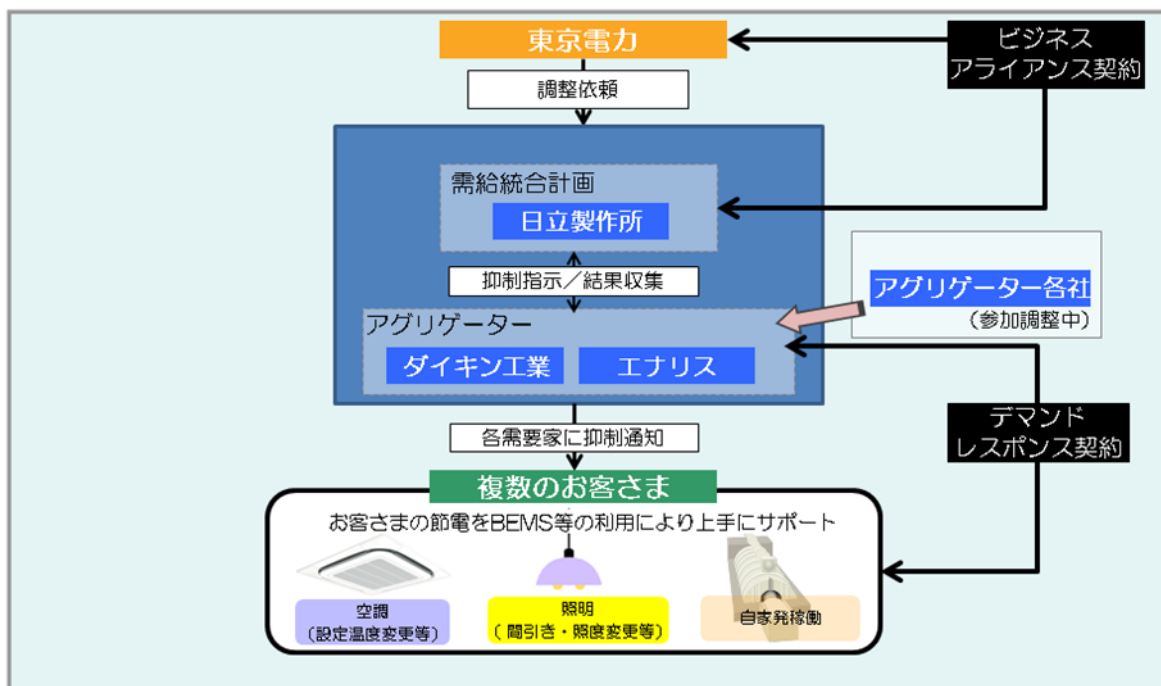 東京電力
ビジネス
アライアンス契約
調整依頼
需給統合計画
日立製作所
抑制指示/結果収集
アグリゲーター各社
(参加調整中)
アグリゲーター
ダイキン工業
エナリス
デマンド
レスポンス契約
各需要家に抑制通知
複数のお客さま
お客さまの節電をBEMS等の利用により上手にサポート
空調
(設定温度変更等)
照明
(間引き・照度変更等)
自家発稼働